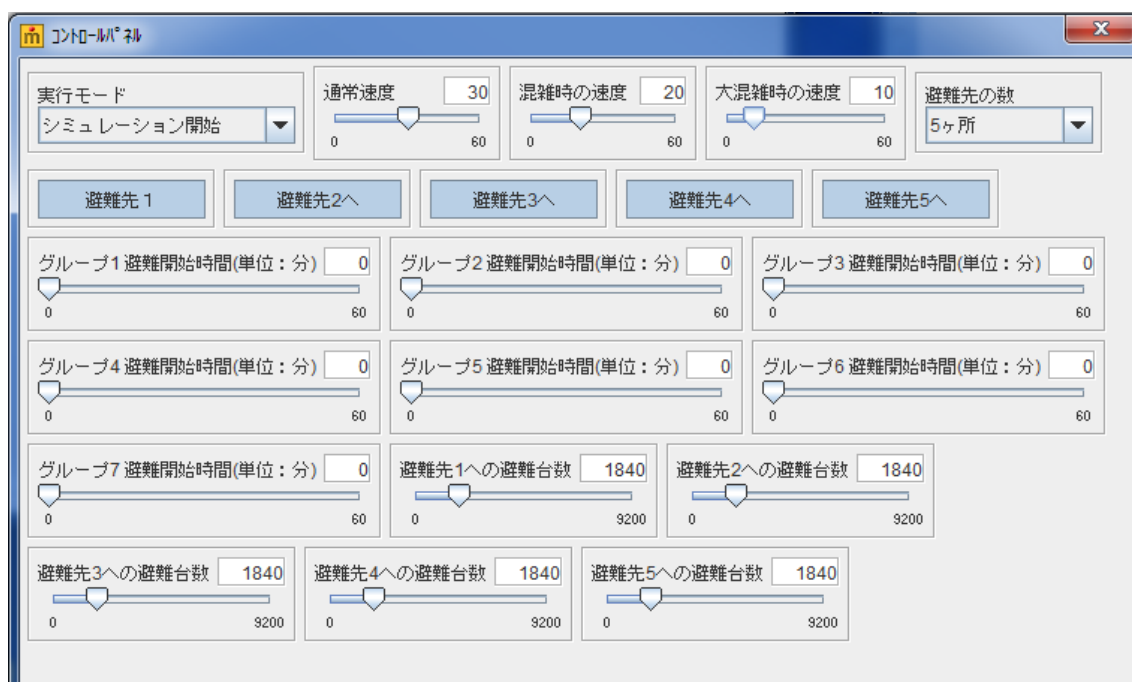 コントロールパネル
実行モード
シミュレーション開始
通常速度 30
0 60
混雑時の速度 20
0 60
大混雑時の速度 10
0 60
避難先の数
5ヶ所
避難先1
避難先2へ
避難先3へ
避難先4へ
避難先5へ
グループ1 避難開始時間(単位:分) 0
0 60
グループ2 避難開始時間(単位:分) 0
0 60
グループ3 避難開始時間(単位:分) 0
0 60
グループ4 避難開始時間(単位:分) 0
0 60
グループ5 避難開始時間(単位:分) 0
0 60
グループ6 避難開始時間(単位:分) 0
0 60
グループ7 避難開始時間(単位:分) 0
0 60
避難先1への避難台数 1840
0 9200
避難先2への避難台数 1840
0 9200
避難先3への避難台数 1840
0 9200
避難先4への避難台数 1840
0 9200
避難先5への避難台数 1840
0 9200